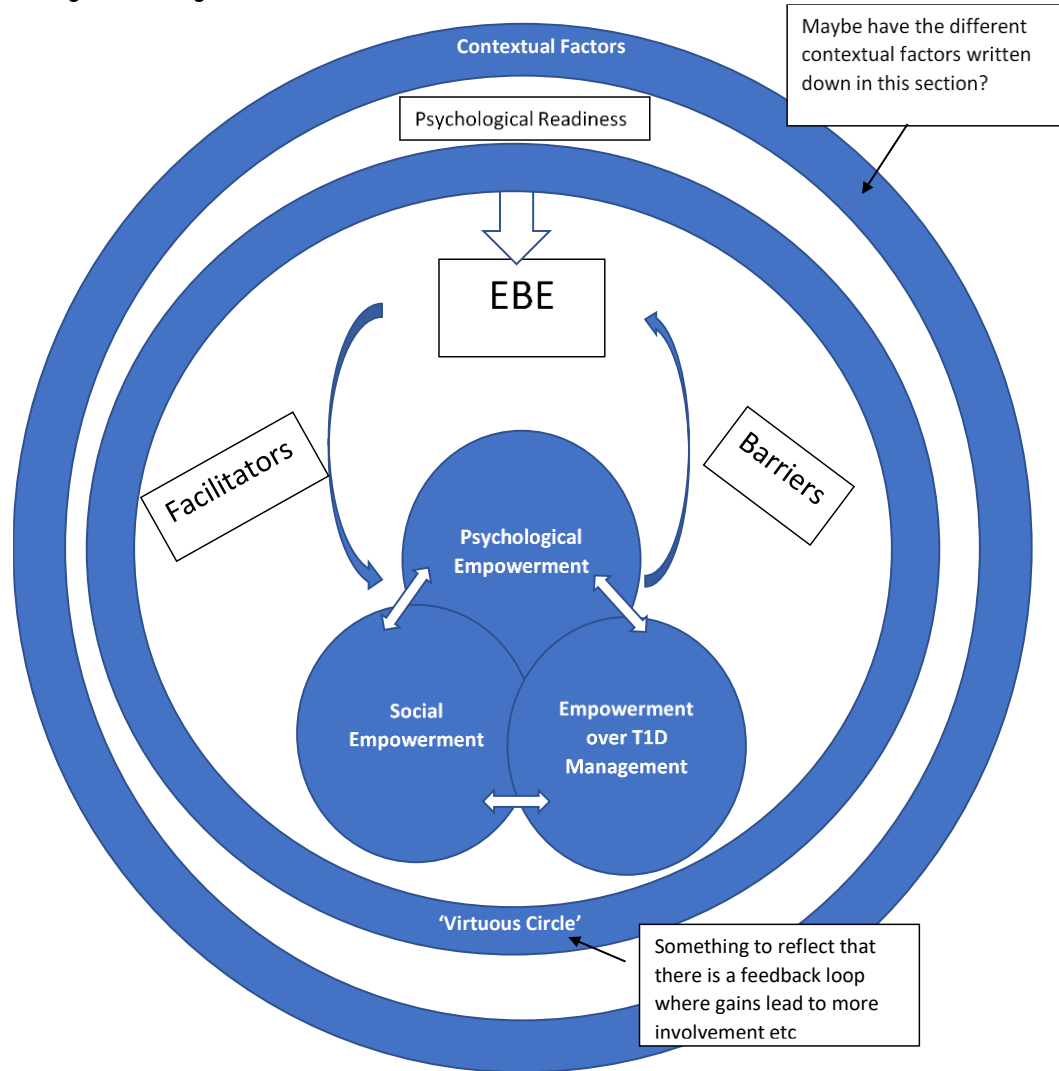 Contextual Factors
Maybe have the different
contextual factors written
down in this section?
Psychological Readiness
EBE
Facilitators
Barriers
Psychological
Empowerment
Social
Empowerment
Empowerment
over T1D
Management
‘Virtuous Circle’
Something to reflect that
there is a feedback loop
where gains lead to more
involvement etc